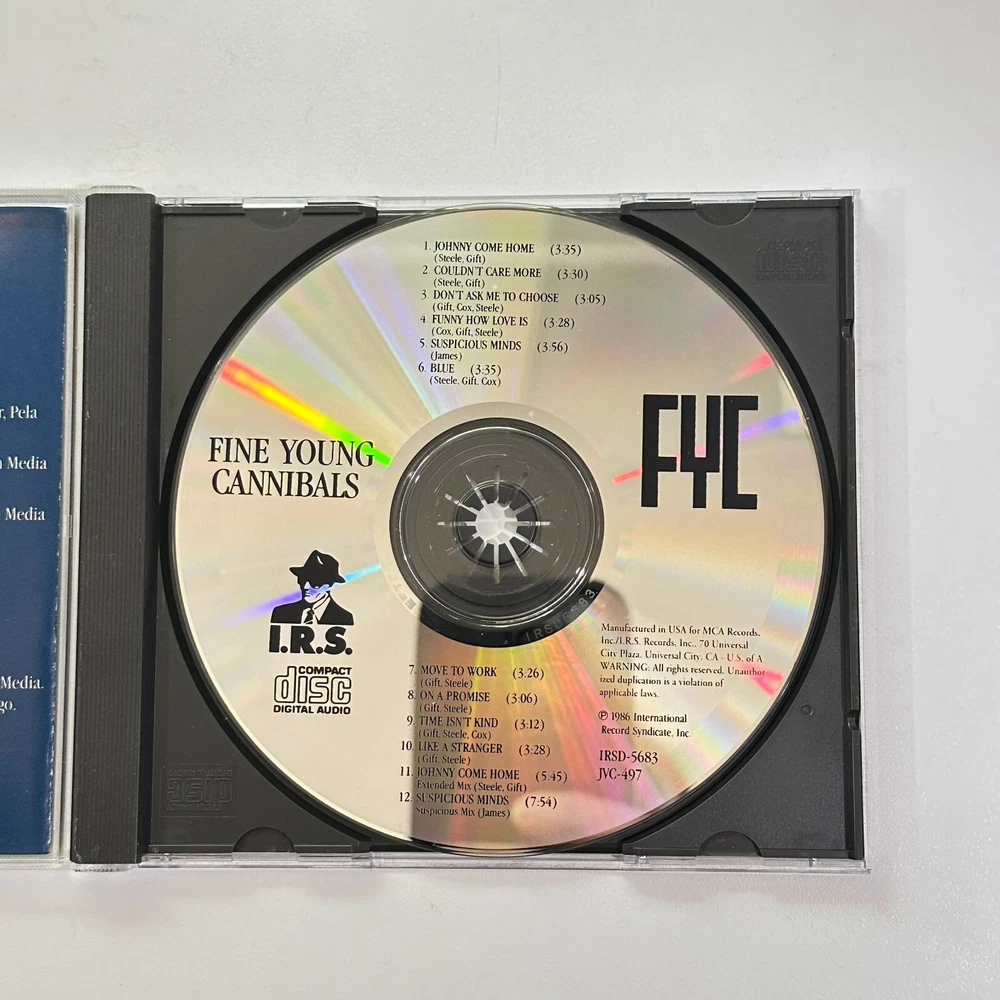 r, Pela
Media
Media
Media.
go.
1. JOHNNY COME HOME (3:35)
(Steele, Gift)
2. COULDN'T CARE MORE (3:30)
(Steele, Gift)
3. DON'T ASK ME TO CHOOSE (3:05)
(Gift, Cox, Steele)
4. FUNNY HOW LOVE IS (3:28)
(Cox, Gift, Steele)
5. SUSPICIOUS MINDS (3:56)
(James)
6. BLUE (3:35)
(Steele, Gift, Cox)
FINE YOUNG
CANNIBALS
FYC
I.R.S.
COMPACT
disc
DIGITAL AUDIO
7. MOVE TO WORK (3:26)
(Gift, Steele)
8. ON A PROMISE (3:06)
(Gift, Steele)
9. TIME ISN'T KIND (3:12)
(Gift, Steele, Cox)
10. LIKE A STRANGER (3:28)
(Gift, Steele)
11. JOHNNY COME HOME (5:45)
Extended Mix (Steele, Gift)
12. SUSPICIOUS MINDS (7:54)
Suspicious Mix (James)
Manufactured in USA for MCA Records,
Inc./I.R.S. Records, Inc., 70 Universal
City Plaza, Universal City, CA - U.S. of A
WARNING: All rights reserved. Unauthor
ized duplication is a violation of
applicable laws.
℗ 1986 International
Record Syndicate, Inc.
IRSD-5683
JVC-497